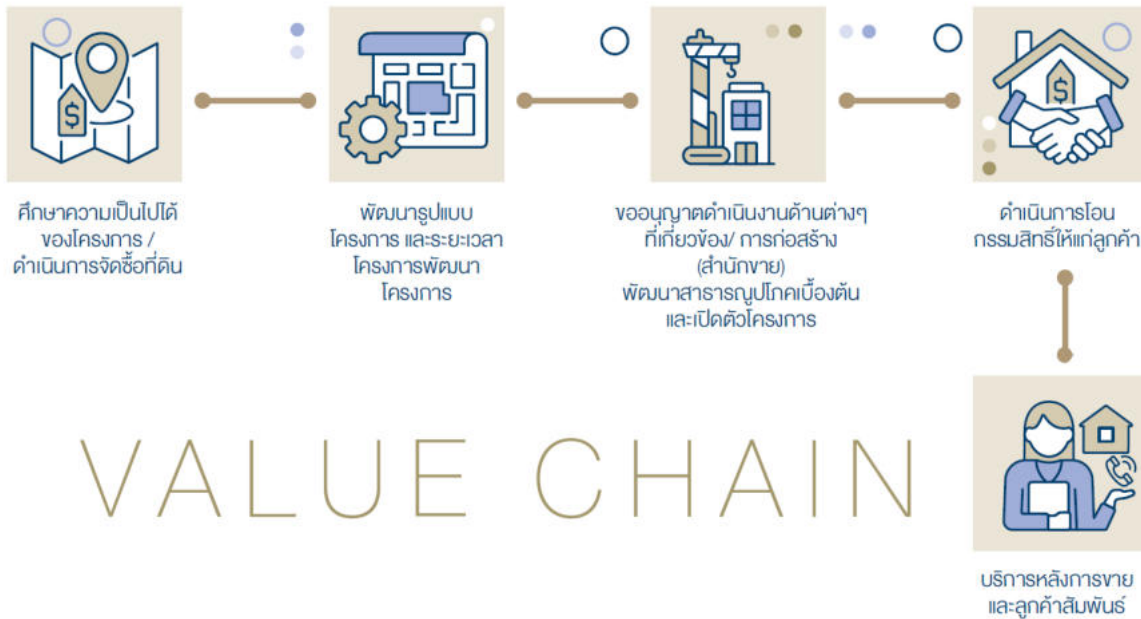 $
$
ศึกษาความเป็นไปได้
ของโครงการ /
ดำเนินการจัดซื้อที่ดิน
พัฒนารูปแบบ
โครงการ และระยะเวลา
โครงการพัฒนา
โครงการ
ขออนุญาตดำเนินงานด้านต่างๆ
ที่เกี่ยวข้อง/ การก่อสร้าง
(สำนักขาย)
พัฒนาสาธารณูปโภคเบื้องต้น
และเปิดตัวโครงการ
ดำเนินการโอน
กรรมสิทธิ์ให้แก่ลูกค้า
VALUE CHAIN
บริการหลังการขาย
และลูกค้าสัมพันธ์